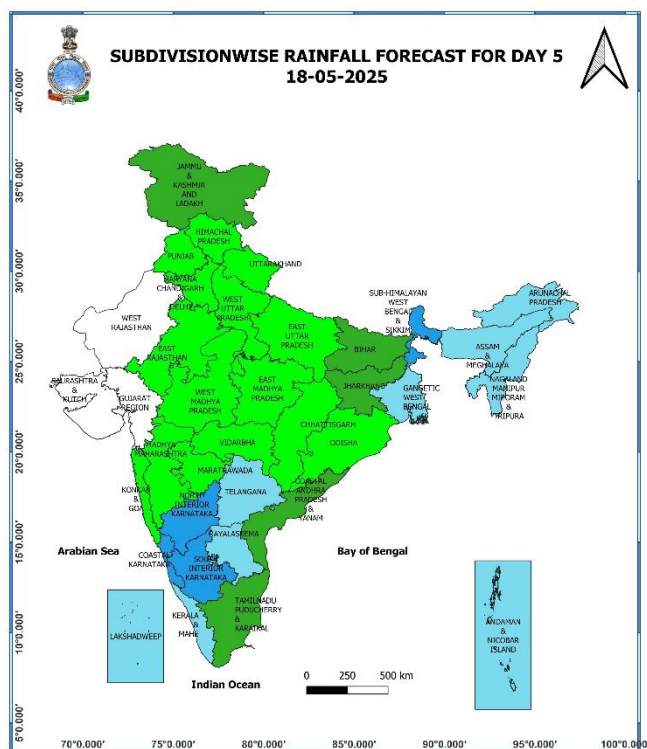 SUBDIVISIONWISE RAINFALL FORECAST FOR DAY 5
18-05-2025
40°0.000'
35°0.000'
30°0.000'
25°0.000'
20°0.000'
15°0.000'
10°0.000'
5°0.000'
JAMMU
&
KASHMIR
AND
LADAKH
HIMACHAL
PRADESH
PUNJAB
UTTARAKHAND
HARYANA
CHANDIGARH
&
DELHI
WEST
UTTAR
PRADESH
WEST
RAJASTHAN
EAST
RAJASTHAN
EAST
UTTAR
PRADESH
SUB-HIMALAYAN
WEST
BENGAL
&
SIKKIM
ARUNACHAL
PRADESH
ASSAM
&
MEGHALAYA
NAGALAND
MANIPUR
MIZORAM
&
TRIPURA
BIHAR
JHARKHAND
GANGETIC
WEST
BENGAL
SAURASHTRA
&
KUTCH
GUJARAT
REGION
WEST
MADHYA
PRADESH
EAST
MADHYA
PRADESH
CHHATTISGARH
ODISHA
VIDARBHA
MADHYA
MAHARASHTRA
MARATHAWADA
KONKAN
&
GOA
TELANGANA
COASTAL
ANDHRA
PRADESH
&
YANAM
NORTH
INTERIOR
KARNATAKA
RAYALASEEMA
COASTAL
KARNATAKA
SOUTH
INTERIOR
KARNATAKA
TAMILNADU
PUDUCHERRY
&
KARAIKAL
KERALA
&
MAHE
LAKSHADWEEP
ANDAMAN
&
NICOBAR
ISLAND
Arabian Sea
Bay of Bengal
Indian Ocean
0 250 500 km
70°0.000' 75°0.000' 80°0.000' 85°0.000' 90°0.000' 95°0.000' 100°0.000'